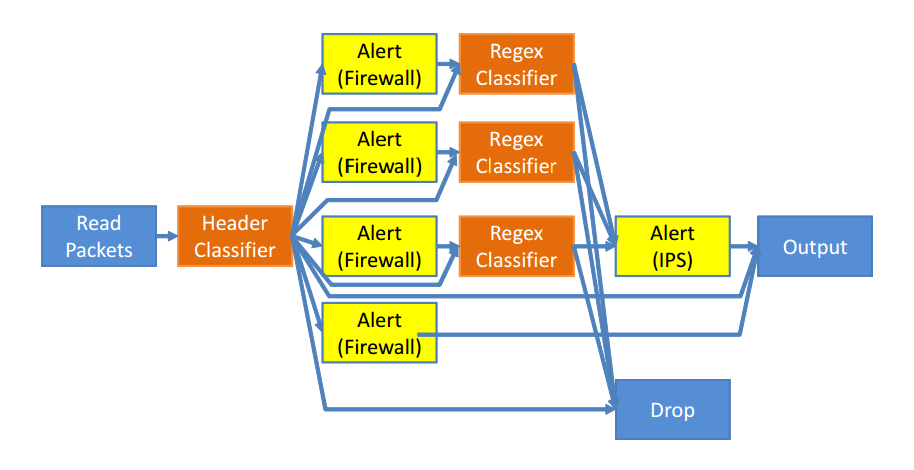 Alert
(Firewall)
Regex
Classifier
Alert
(Firewall)
Regex
Classifier
Read
Packets
Header
Classifier
Alert
(Firewall)
Regex
Classifier
Alert
(IPS)
Output
Alert
(Firewall)
Drop